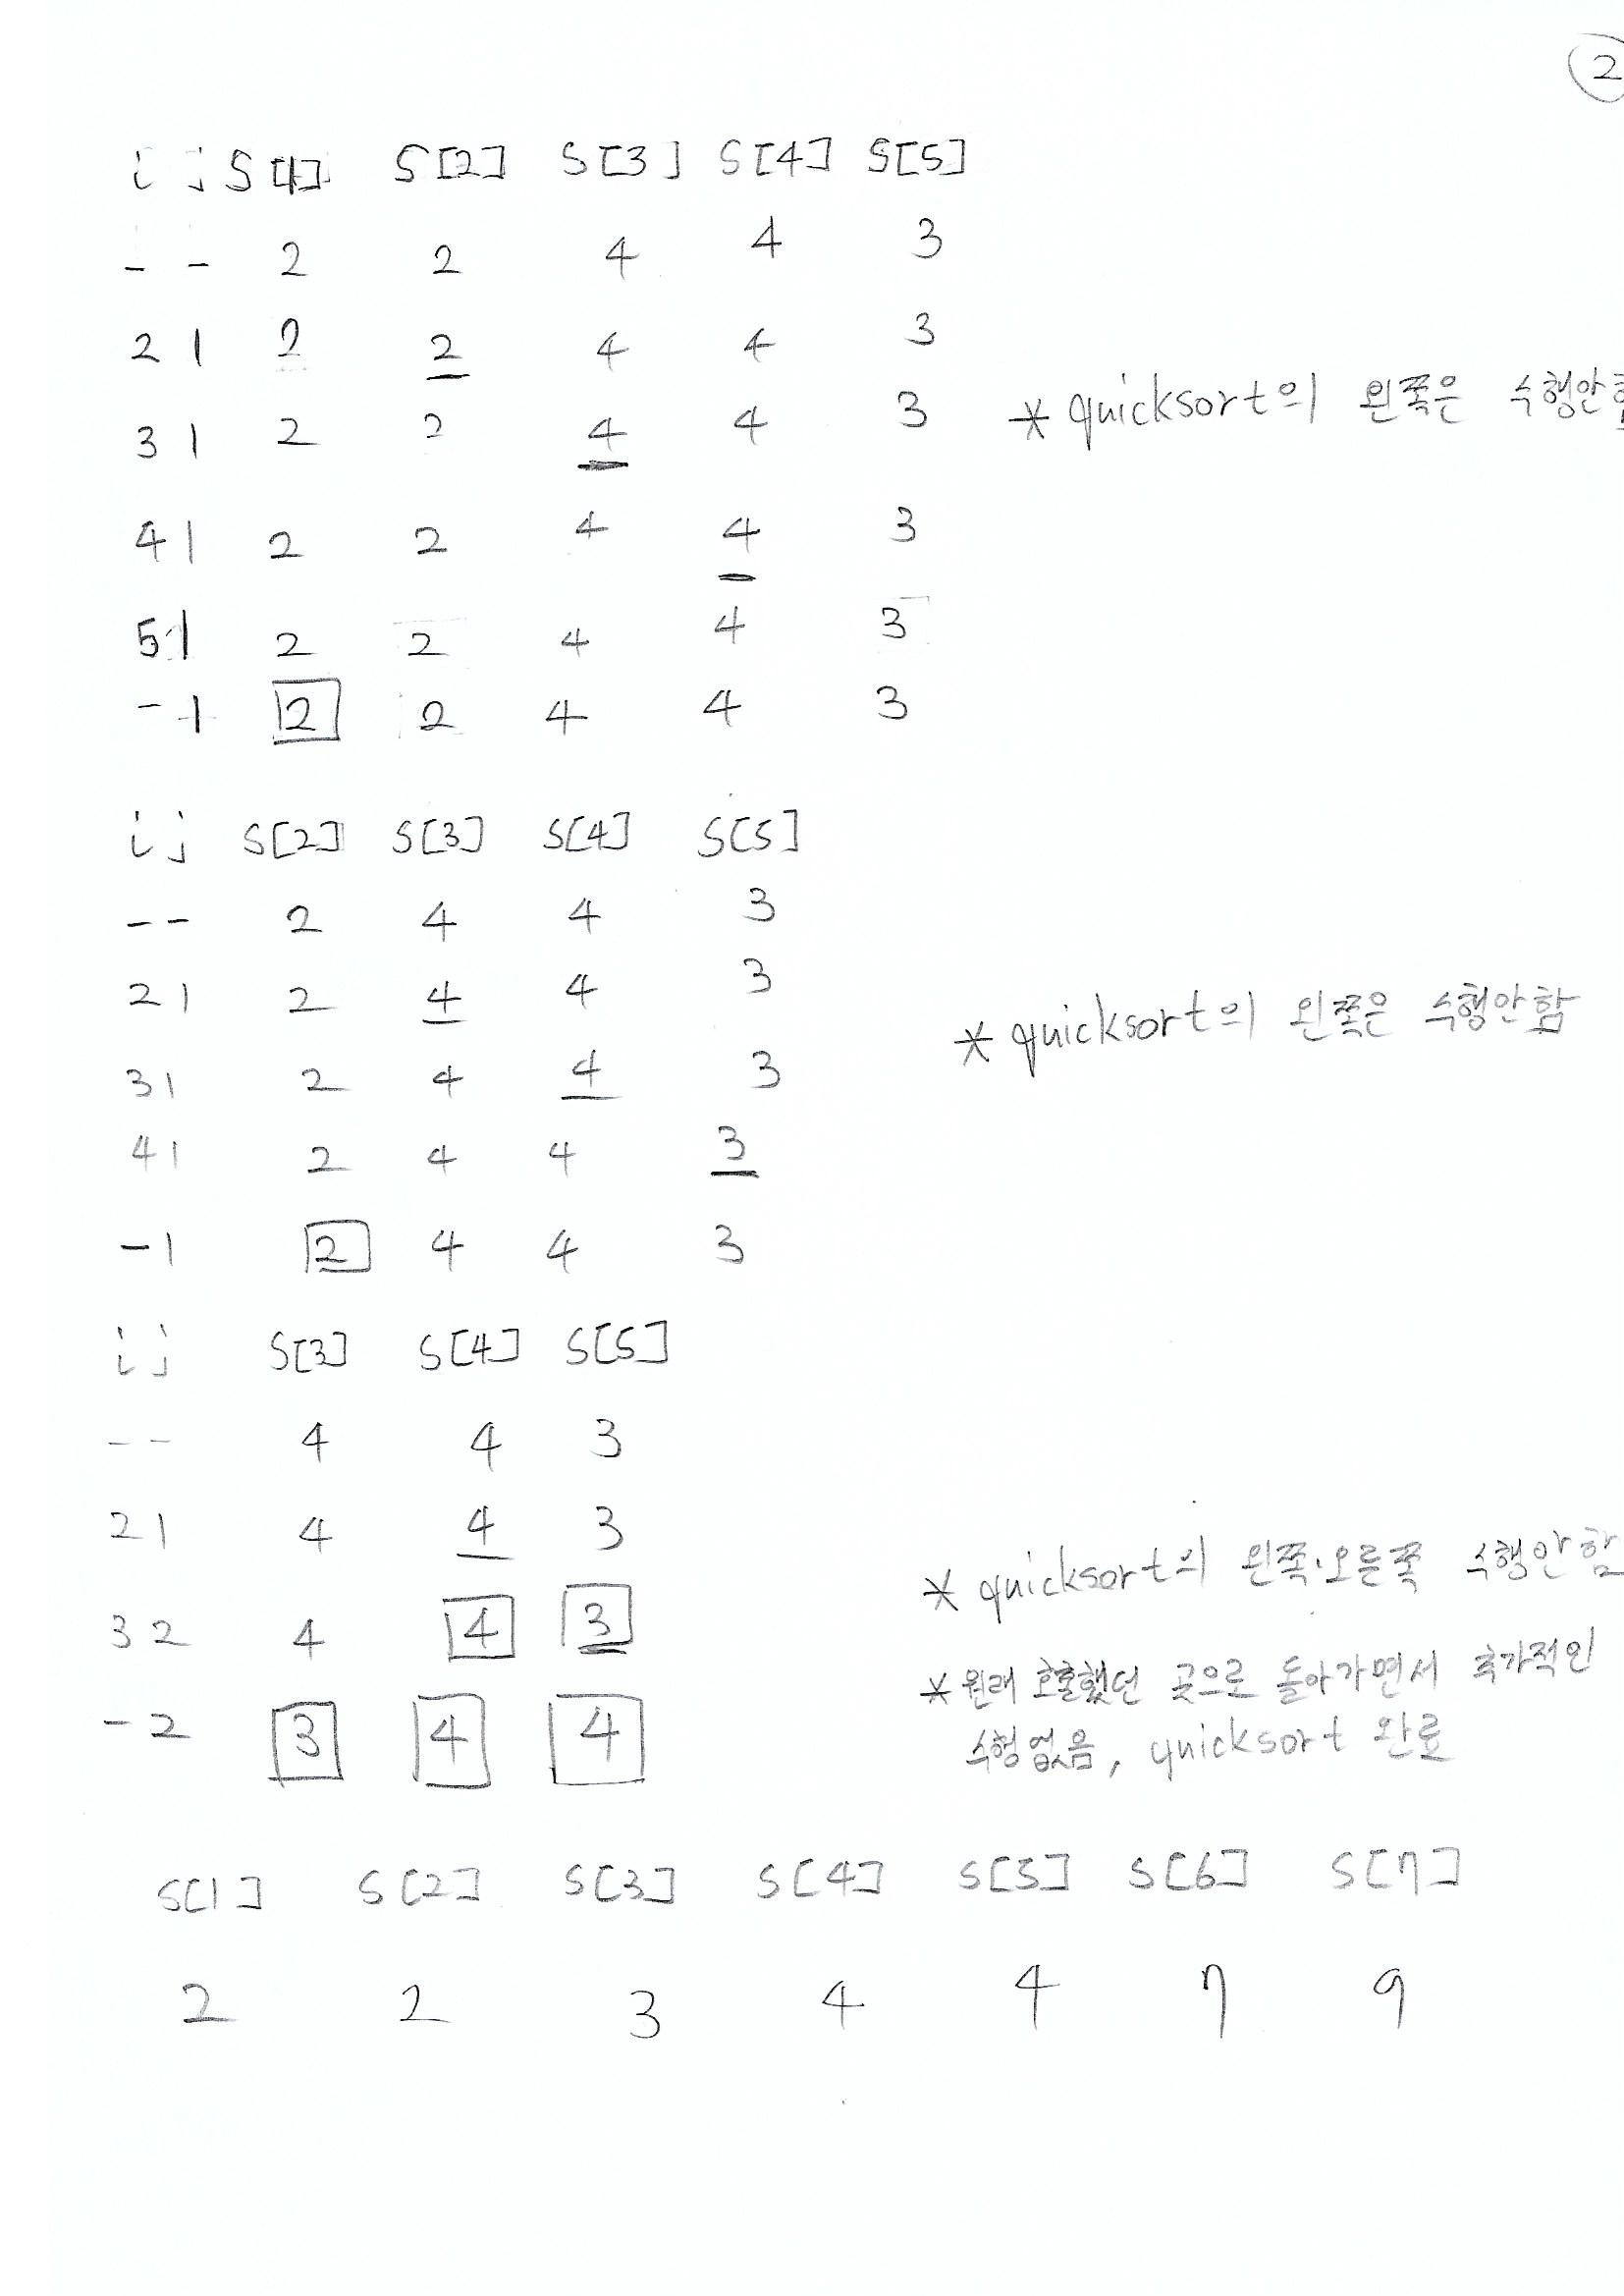 2
i j S[1] S[2] S[3] S[4] S[5]
- - 2 2 4 4 3
2 1 2 2 4 4 3
3 1 2 2 4 4 3 * quicksort의 왼쪽은 수행안함
4 1 2 2 4 4 3
5 1 2 2 4 4 3
- 1 2 2 4 4 3
i j S[2] S[3] S[4] S[5]
- - 2 4 4 3
2 1 2 4 4 3
* quicksort의 왼쪽은 수행안함
3 1 2 4 4 3
4 1 2 4 4 3
- 1 2 4 4 3
i j S[3] S[4] S[5]
- - 4 4 3
2 1 4 4 3
* quicksort의 왼쪽·오른쪽 수행안함
3 2 4 4 3
* 원래 호출했던 곳으로 돌아가면서 추가적인
- 2 3 4 4
수행없음, quicksort 완료
S[1] S[2] S[3] S[4] S[5] S[6] S[7]
2 2 3 4 4 7 9